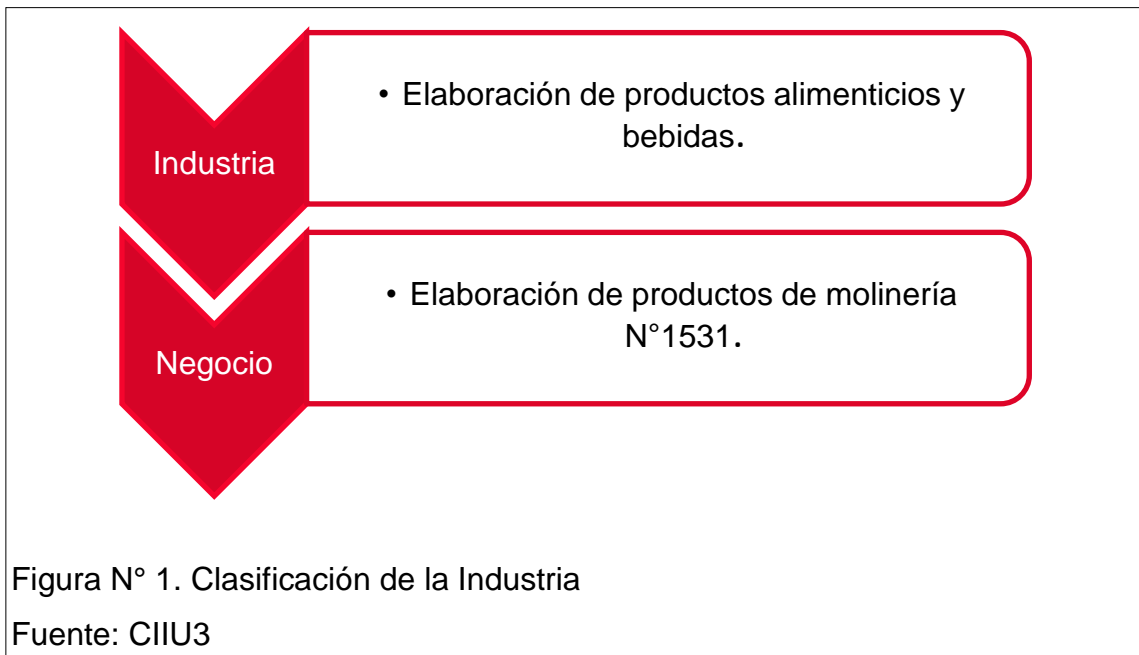 Industria
• Elaboración de productos alimenticios y
bebidas.
Negocio
• Elaboración de productos de molinería
N°1531.
Figura N° 1. Clasificación de la Industria
Fuente: CIIU3